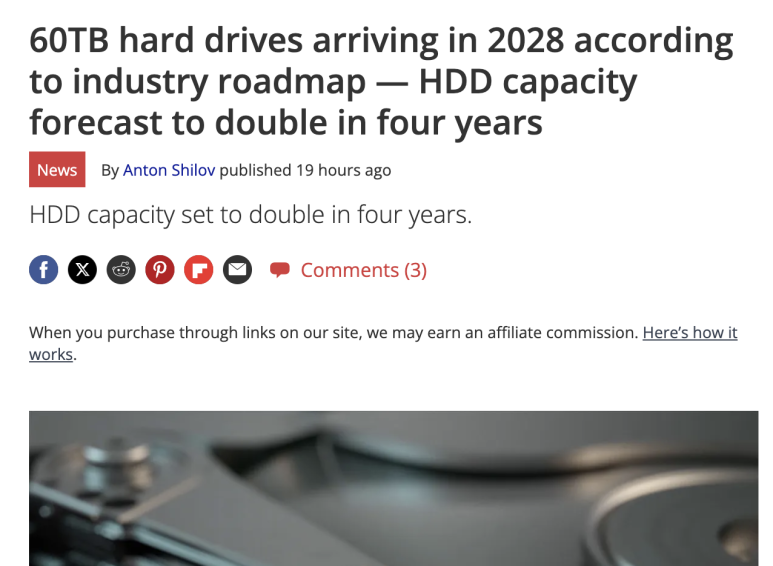 60TB hard drives arriving in 2028 according
to industry roadmap — HDD capacity
forecast to double in four years
News By Anton Shilov published 19 hours ago
HDD capacity set to double in four years.
Comments (3)
When you purchase through links on our site, we may earn an affiliate commission. Here’s how it
works.